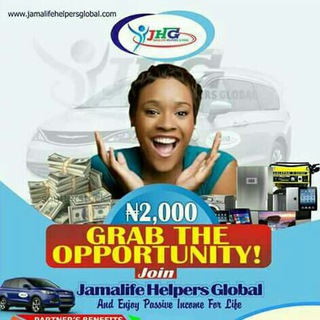 www.jamalifehelpersglobal.com
JHG
₦2,000
GRAB THE
OPPORTUNITY!
Join
Jamalife Helpers Global
And Enjoy Passive Income For Life
PARTNER'S BENEFITS